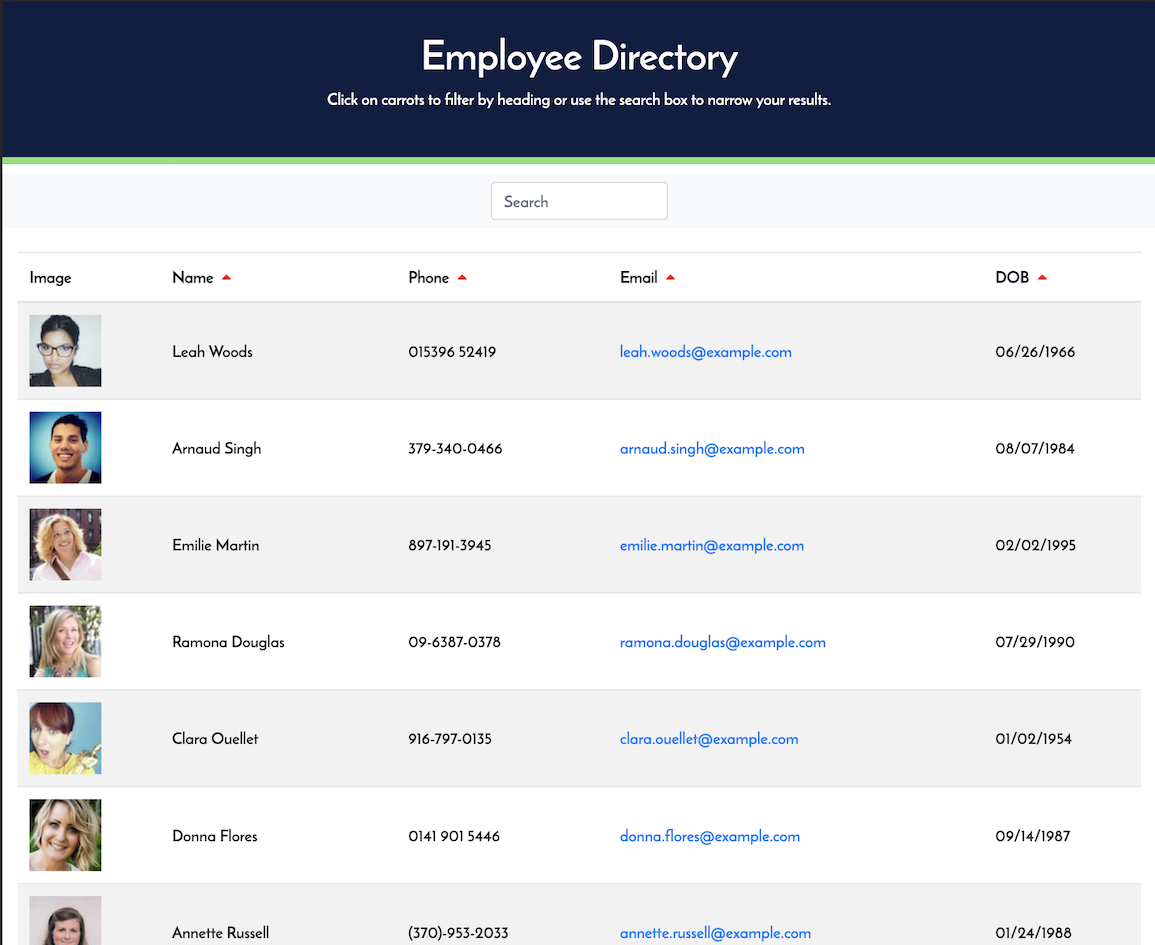 Employee Directory
Click on carrots to filter by heading or use the search box to narrow your results.
Search
Image Name Phone Email DOB
Leah Woods 015396 52419 leah.woods@example.com 06/26/1966
Arnaud Singh 379-340-0466 arnaud.singh@example.com 08/07/1984
Emilie Martin 897-191-3945 emilie.martin@example.com 02/02/1995
Ramona Douglas 09-6387-0378 ramona.douglas@example.com 07/29/1990
Clara Ouellet 916-797-0135 clara.ouellet@example.com 01/02/1954
Donna Flores 0141 901 5446 donna.flores@example.com 09/14/1987
Annette Russell (370)-953-2033 annette.russell@example.com 01/24/1988